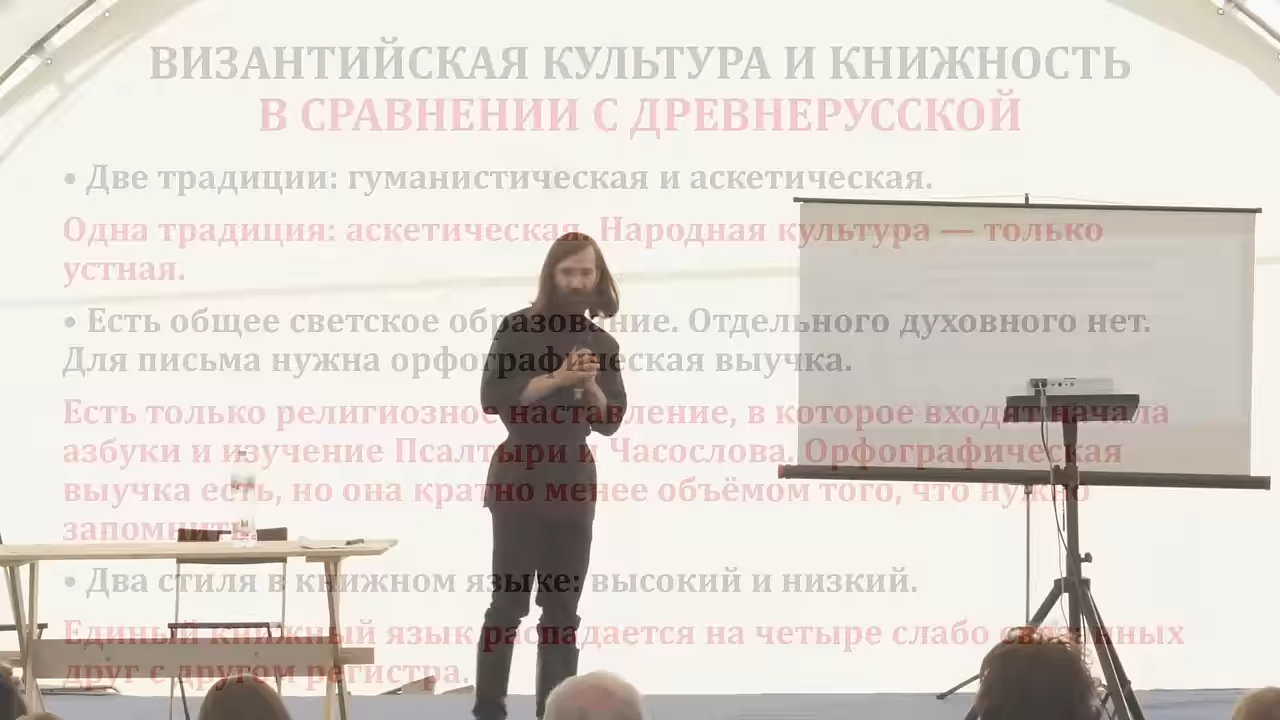 ВИЗАНТИЙСКАЯ КУЛЬТУРА И КНИЖНОСТЬ
В СРАВНЕНИИ С ДРЕВНЕРУССКОЙ
• Две традиции: гуманистическая и аскетическая.
Одна традиция: аскетическая. Народная культура — только
устная.
• Есть общее светское образование. Отдельного духовного нет.
Для письма нужна орфографическая выучка.
Есть только религиозное наставление, в которое входят начала
азбуки и изучение Псалтыри и Часослова. Орфографическая
выучка есть, но она кратно менее объёмом того, что нужно
запомнить.
• Два стиля в книжном языке: высокий и низкий.
Единый книжный язык распадается на четыре слабо связанных
друг с другом регистра.